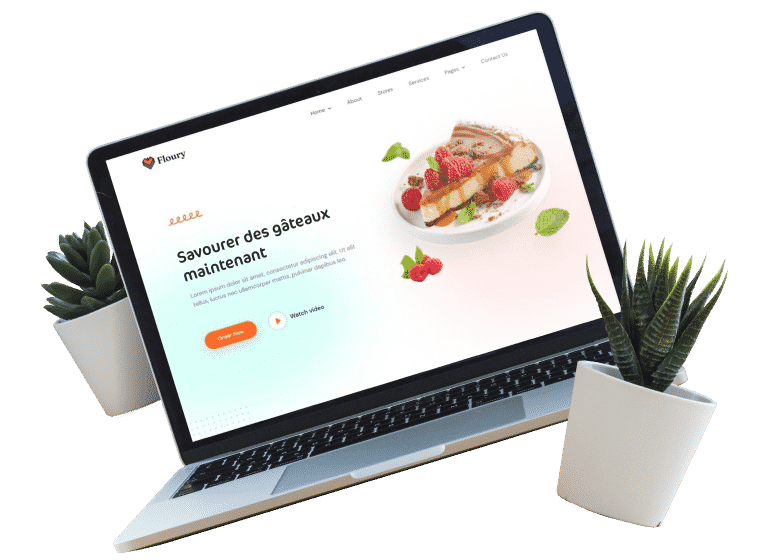 Home About Stores Services Pages Contact Us
Floury
Savourer des gâteaux
maintenant
Lorem ipsum dolor sit amet, consectetur adipiscing elit. Ut elit
tellus, luctus nec ullamcorper mattis, pulvinar dapibus leo.
Order Now Watch video